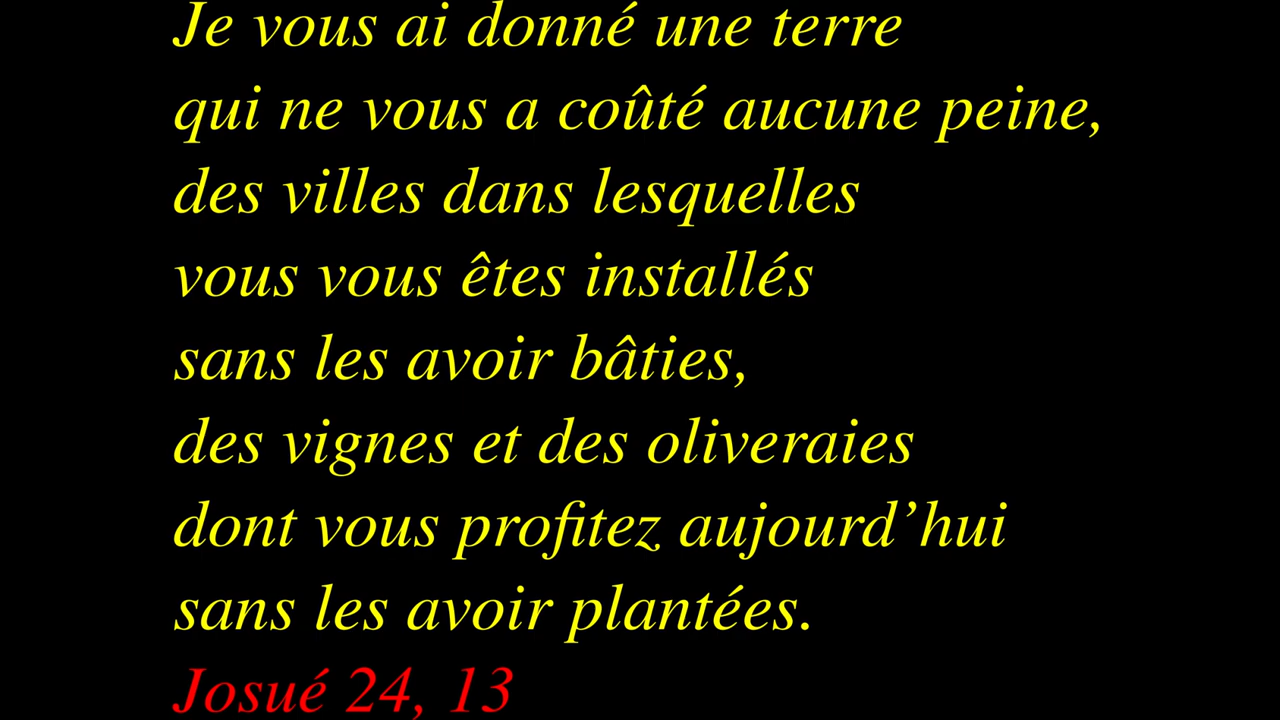 Je vous ai donné une terre
qui ne vous a coûté aucune peine,
des villes dans lesquelles
vous vous êtes installés
sans les avoir bâties,
des vignes et des oliveraies
dont vous profitez aujourd’hui
sans les avoir plantées.
Josué 24, 13